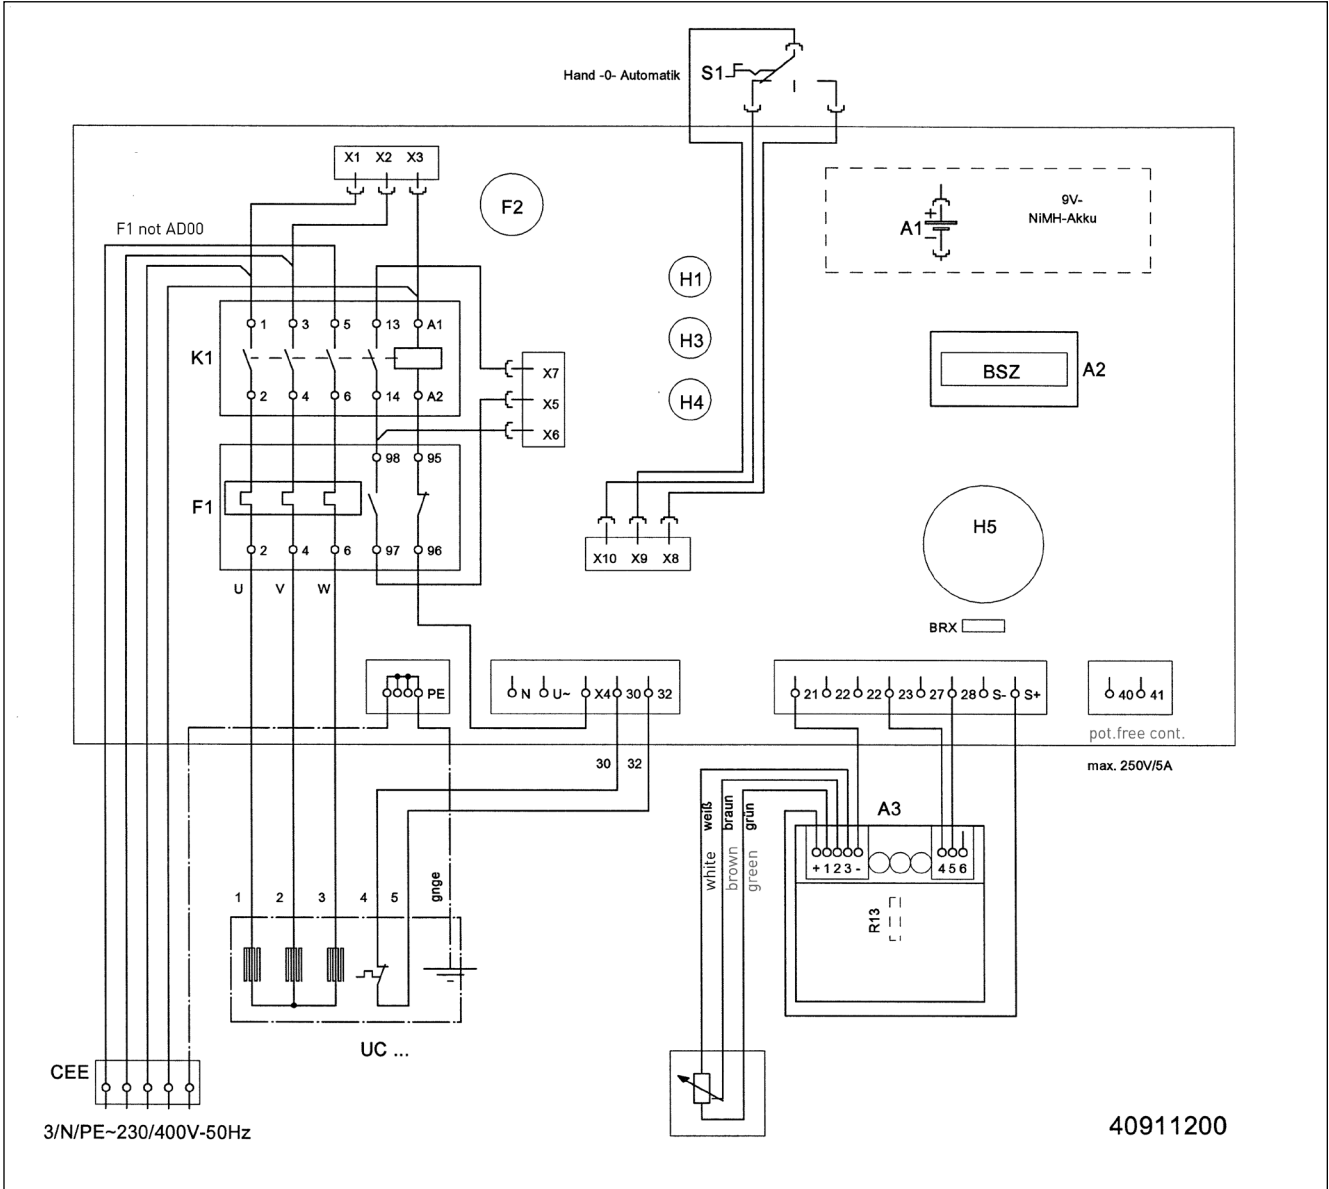 Hand -0- Automatik
S1
X1 X2 X3
F2
9V-
NiMH-Akku
A1
+
−
F1 not AD00
H1
H3
H4
K1
1 3 5 13 A1
2 4 6 14 A2
X7
X5
X6
BSZ
A2
F1
98 95
2 4 6 97 96
U V W
H5
BRX
X10 X9 X8
PE
N U~ X4 30 32
21 22 22 23 27 28 S- S+
40 41
pot.free cont.
max. 250V/5A
30 32
weiß
braun
grün
white
brown
green
A3
+ 1 2 3 -
4 5 6
R13
1 2 3 4 5 gnge
UC ...
CEE
3/N/PE~230/400V-50Hz
40911200